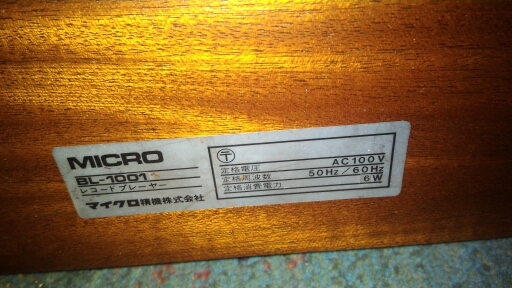 MICRO
BL-1001
レコードプレーヤー
マイクロ精機株式会社
〒
定格電圧 AC100V
定格周波数 50Hz/60Hz
定格消費電力 6W